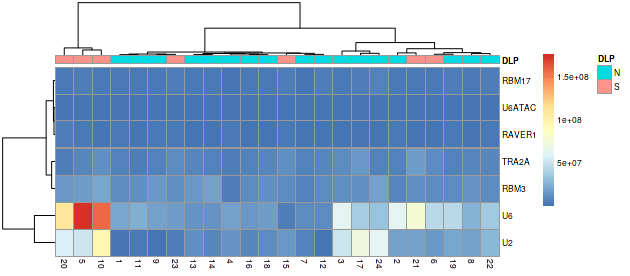 DLP
DLP
N
S
1.5e+08
1e+08
5e+07
RBM17
U6ATAC
RAVER1
TRA2A
RBM3
U6
U2
20 5 10 1 11 9 23 13 14 4 16 18 15 7 12 3 17 24 2 21 6 19 8 22